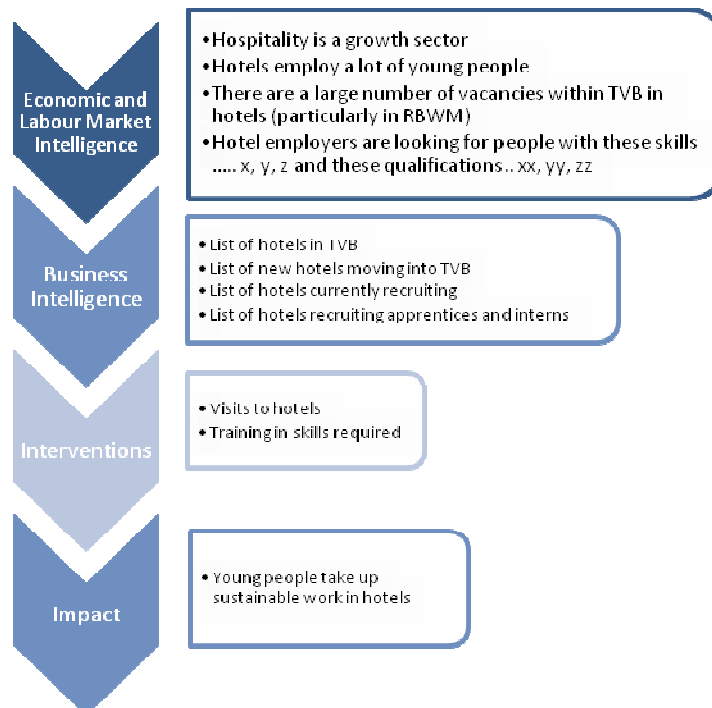 Economic and
Labour Market
Intelligence
•Hospitality is a growth sector
•Hotels employ a lot of young people
•There are a large number of vacancies within TVB in
hotels (particularly in RBWM)
•Hotel employers are looking for people with these skills
..... x, y, z and these qualifications.. xx, yy, zz
Business
Intelligence
• List of hotels in TVB
• List of new hotels moving into TVB
• List of hotels currently recruiting
• List of hotels recruiting apprentices and interns
Interventions
• Visits to hotels
• Training in skills required
Impact
• Young people take up
sustainable work in hotels